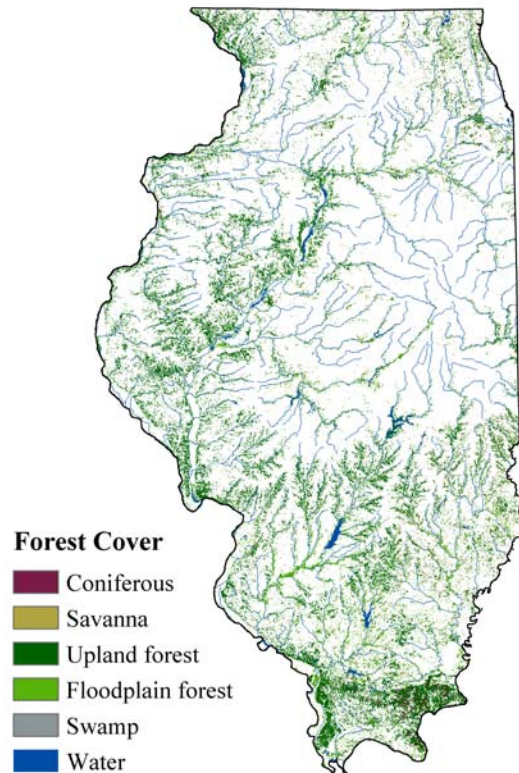 Forest Cover
Coniferous
Savanna
Upland forest
Floodplain forest
Swamp
Water